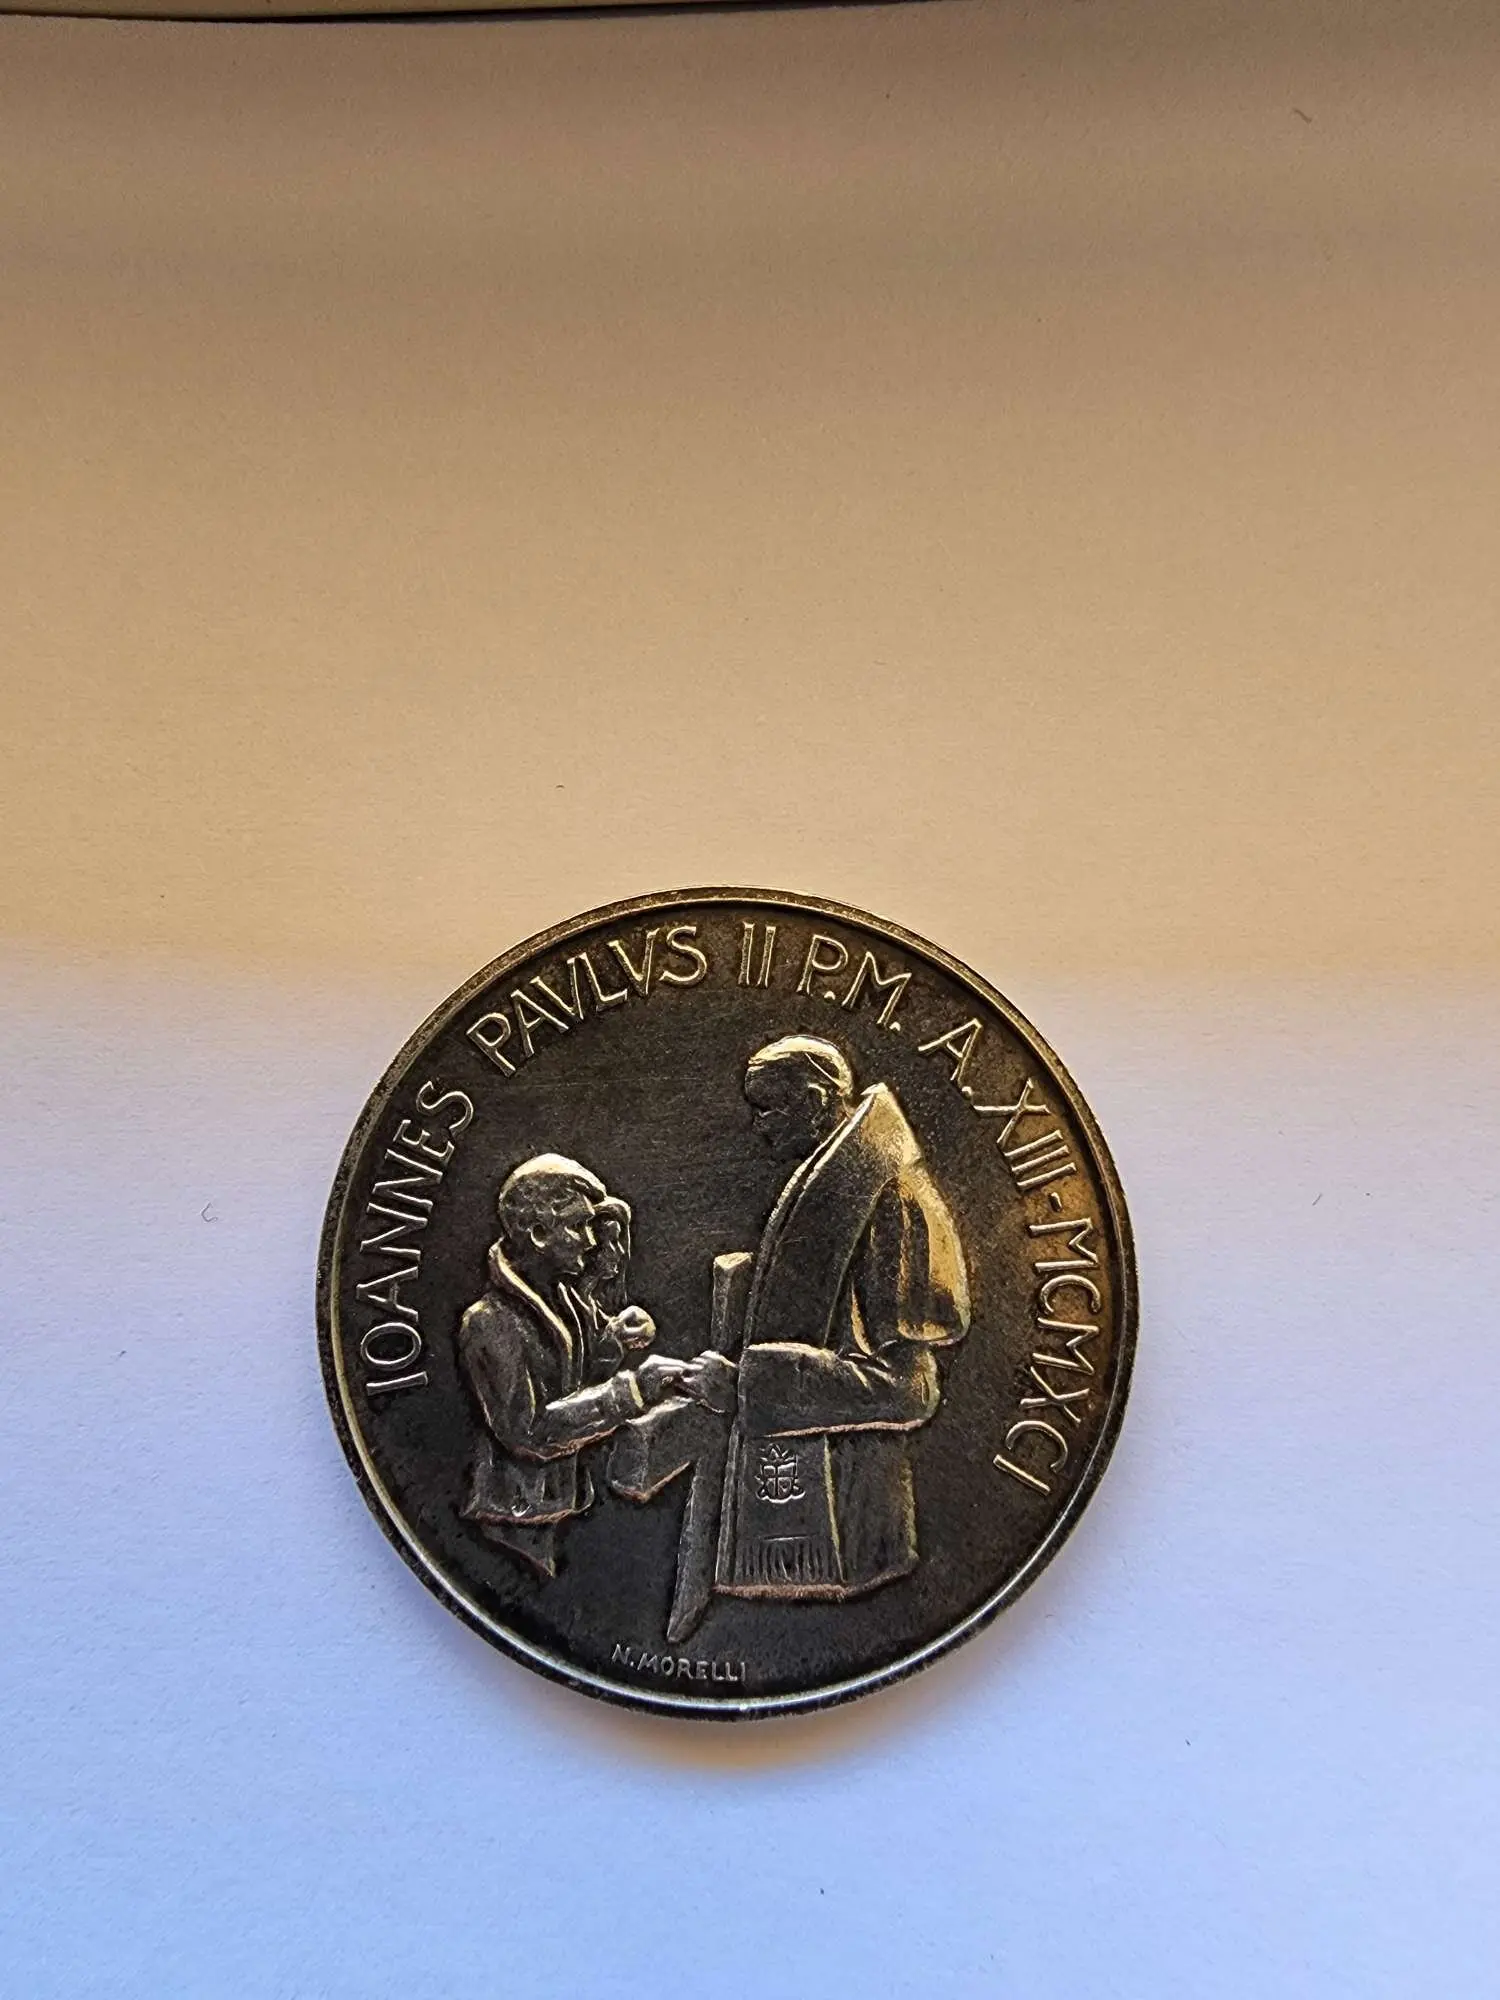 IOANNES PAVLVS II P.M. A. XIII-MCMXCI
N. MORELLI